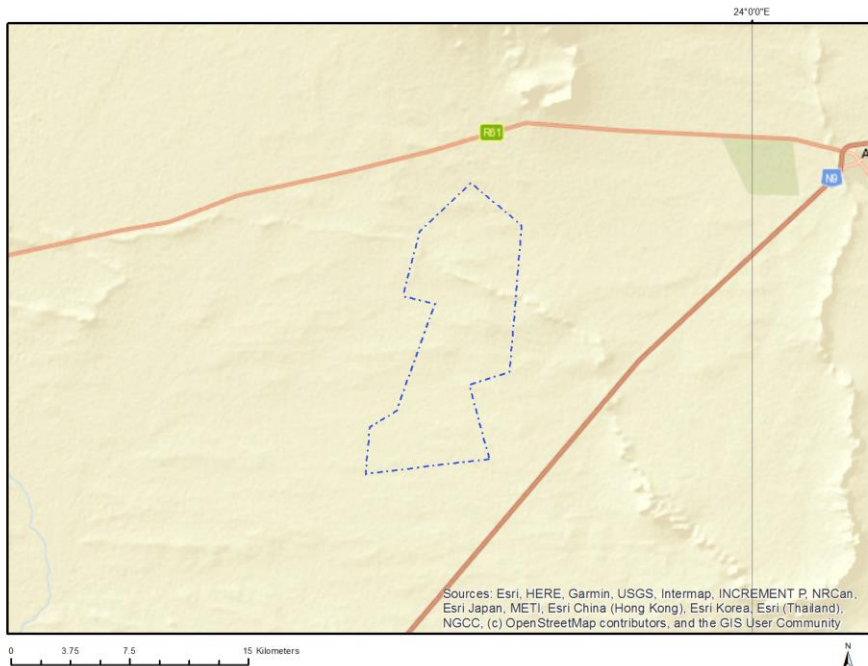 24°0'0"E
R61
A
N9
Sources: Esri, HERE, Garmin, USGS, Intermap, INCREMENT P, NRCan,
Esri Japan, METI, Esri China (Hong Kong), Esri Korea, Esri (Thailand),
NGCC, (c) OpenStreetMap contributors, and the GIS User Community
0 3.75 7.5 15 Kilometers
N